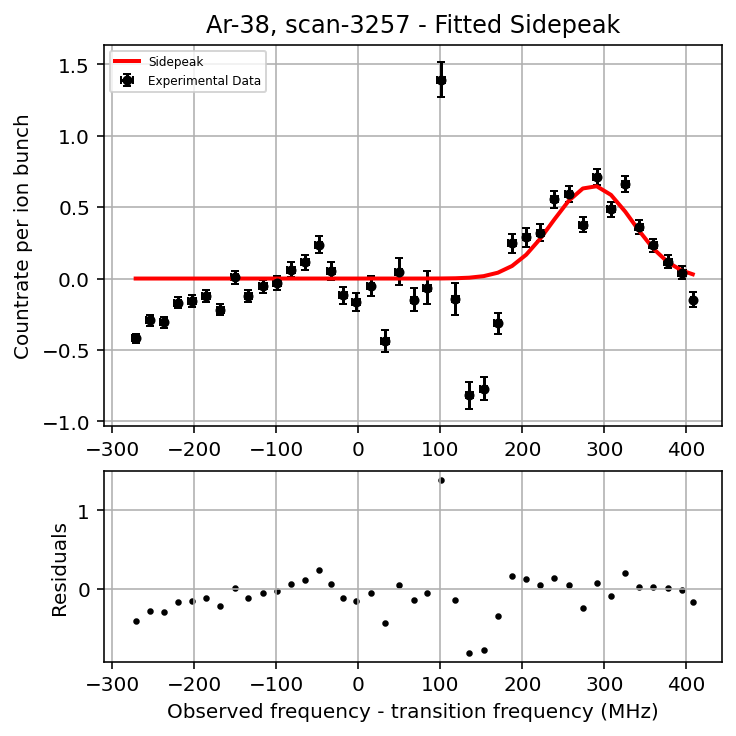 Ar-38, scan-3257 - Fitted Sidepeak
Sidepeak
Experimental Data
Countrate per ion bunch
1.5
1.0
0.5
0.0
−0.5
−1.0
−300 −200 −100 0 100 200 300 400
Residuals
1
0
−300 −200 −100 0 100 200 300 400
Observed frequency - transition frequency (MHz)